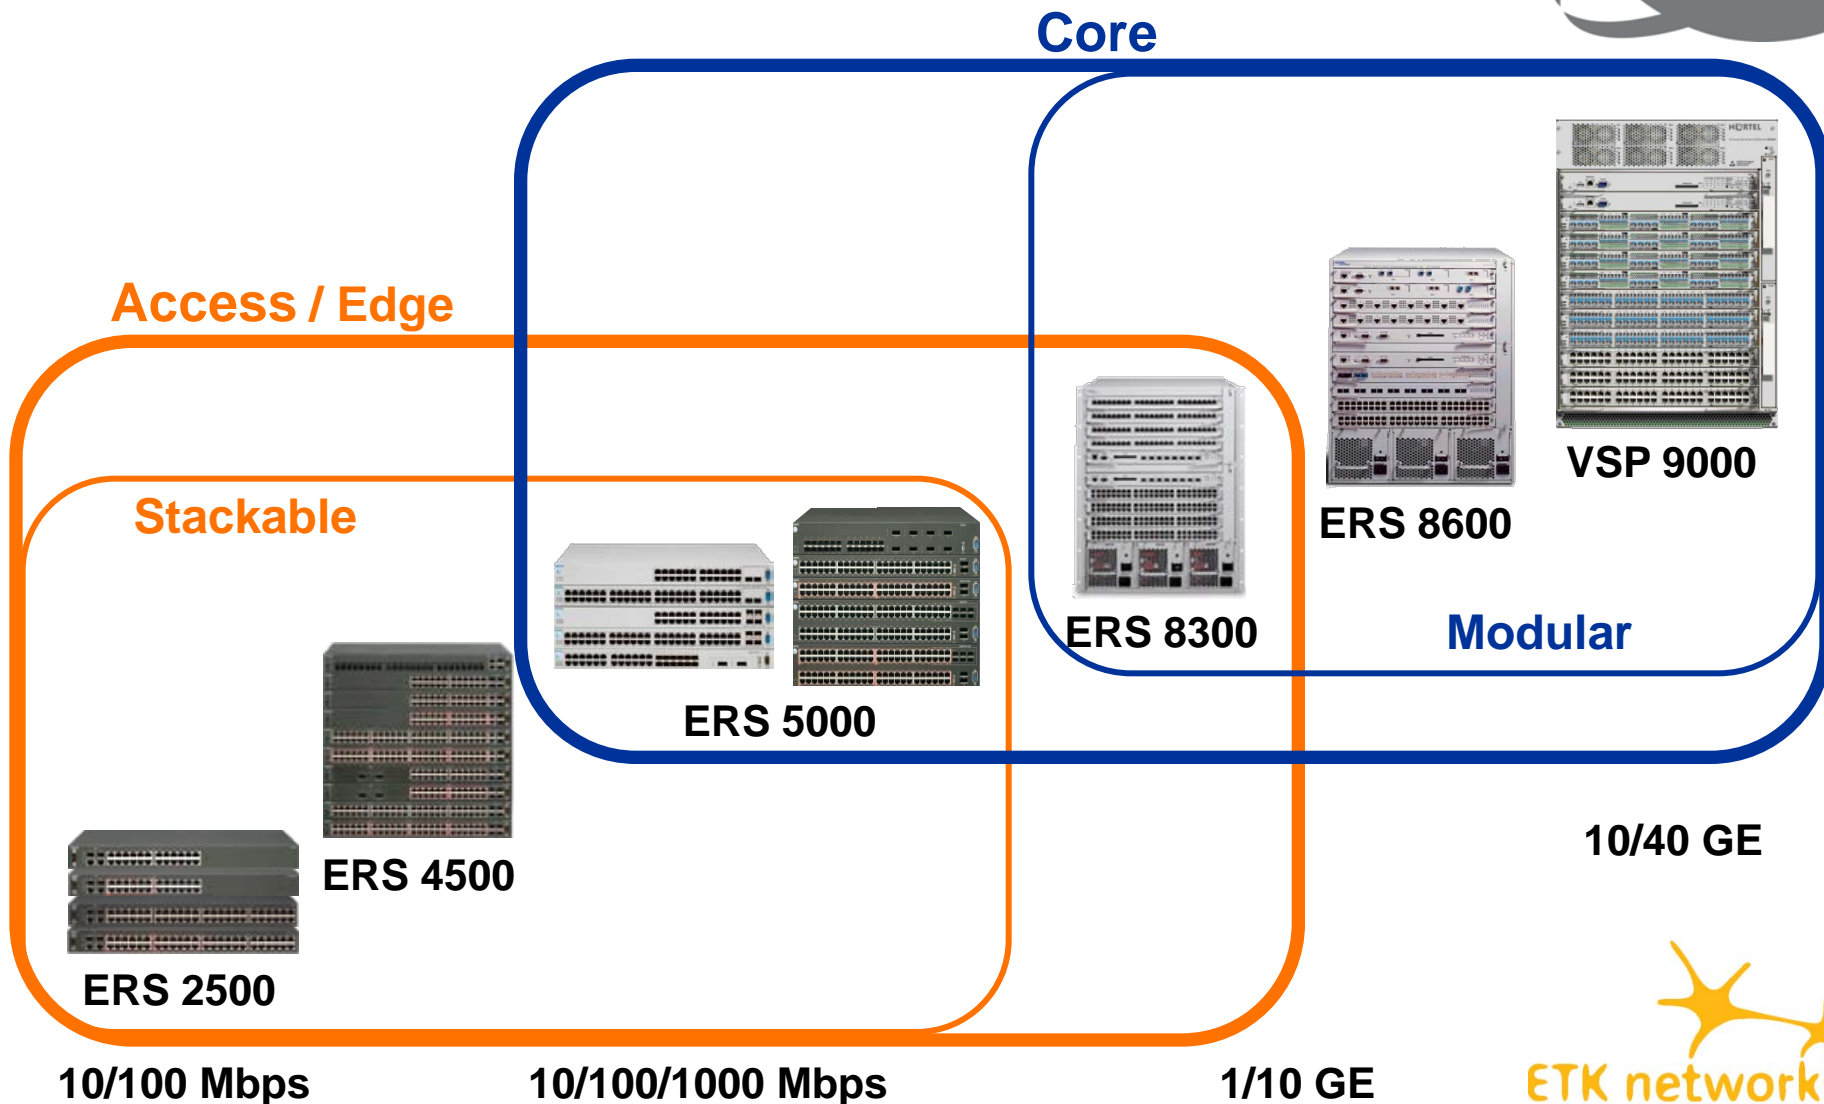 Core
NORTEL
Access / Edge
VSP 9000
Stackable
ERS 8600
ERS 8300
Modular
ERS 5000
10/40 GE
ERS 4500
ERS 2500
10/100 Mbps
10/100/1000 Mbps
1/10 GE
ETK network